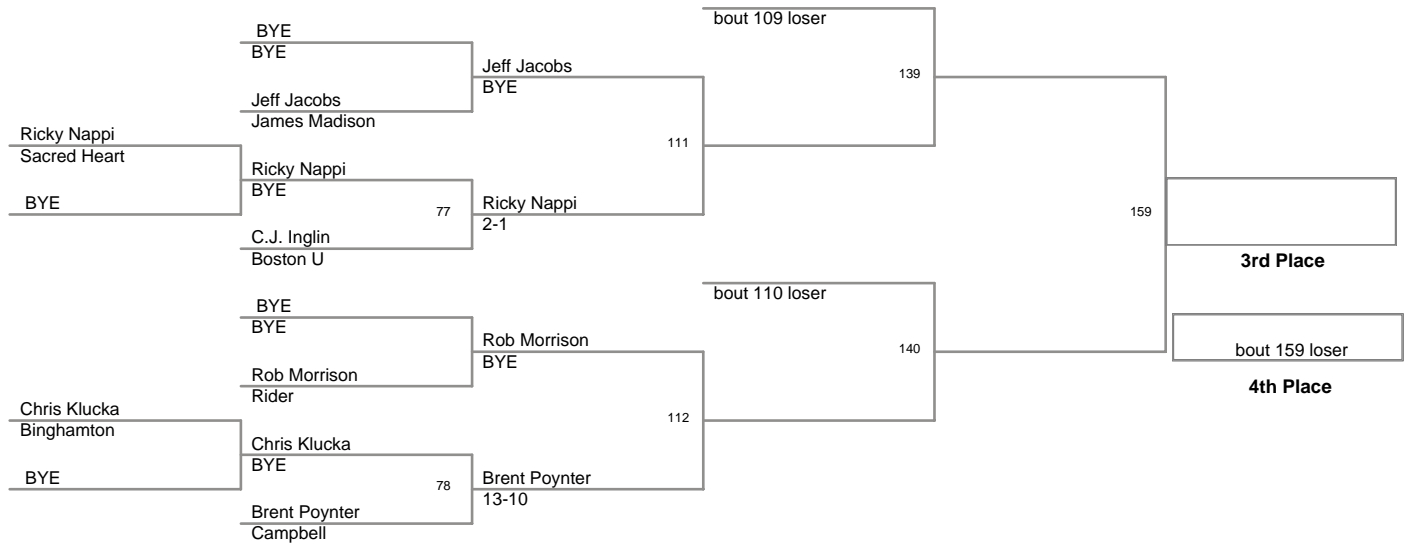 bout 109 loser
BYE
BYE
Jeff Jacobs
BYE
139
Jeff Jacobs
James Madison
Ricky Nappi
Sacred Heart
111
Ricky Nappi
BYE
BYE
77
Ricky Nappi
2-1
159
C.J. Inglin
Boston U
3rd Place
bout 110 loser
BYE
BYE
Rob Morrison
BYE
140
bout 159 loser
Rob Morrison
Rider
4th Place
Chris Klucka
Binghamton
112
Chris Klucka
BYE
BYE
78
Brent Poynter
13-10
Brent Poynter
Campbell